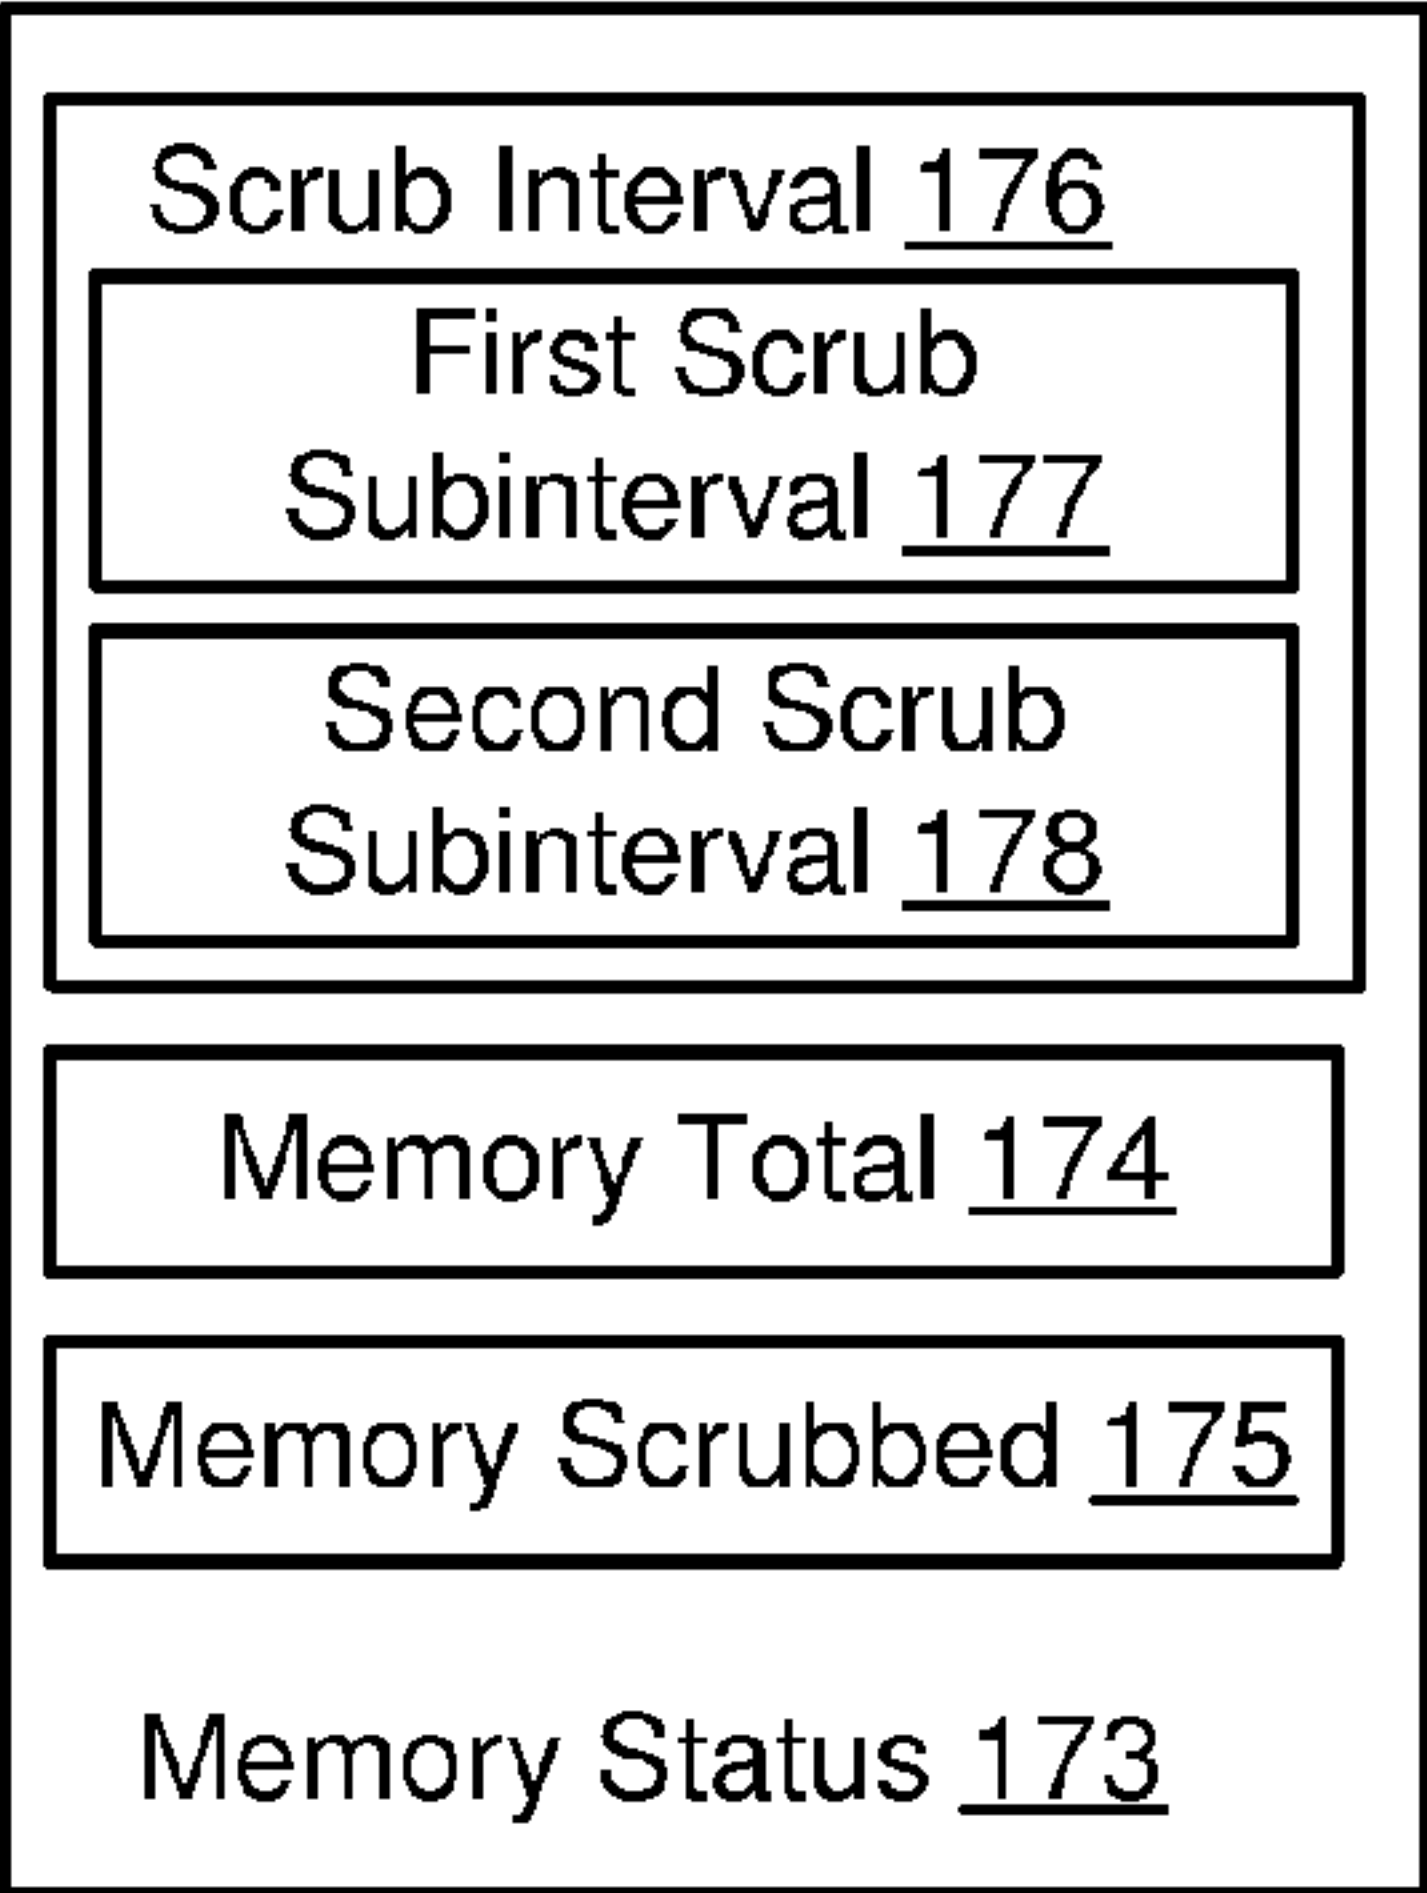 Scrub Interval 176
First Scrub
Subinterval 177
Second Scrub
Subinterval 178
Memory Total 174
Memory Scrubbed 175
Memory Status 173